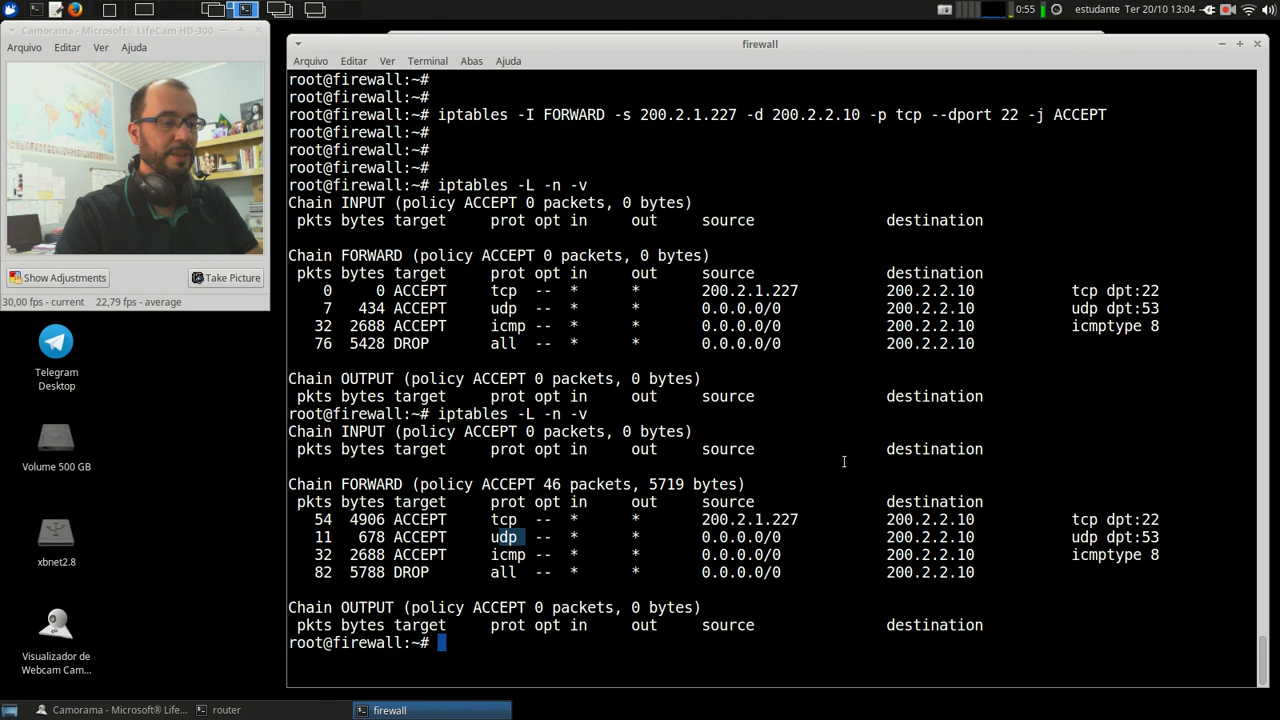 0:55 estudante Ter 20/10 13:04
Camorama - Microsoft® LifeCam HD-300
Arquivo Editar Ver Ajuda
Show Adjustments Take Picture
30,00 fps - current 22,79 fps - average
Telegram
Desktop
Volume 500 GB
xbnet2.8
Visualizador de
Webcam Cam...
firewall
Arquivo Editar Ver Terminal Abas Ajuda
root@firewall:~#
root@firewall:~#
root@firewall:~# iptables -I FORWARD -s 200.2.1.227 -d 200.2.2.10 -p tcp --dport 22 -j ACCEPT
root@firewall:~#
root@firewall:~#
root@firewall:~#
root@firewall:~# iptables -L -n -v
Chain INPUT (policy ACCEPT 0 packets, 0 bytes)
pkts bytes target prot opt in out source destination
Chain FORWARD (policy ACCEPT 0 packets, 0 bytes)
pkts bytes target prot opt in out source destination
0 0 ACCEPT tcp -- * * 200.2.1.227 200.2.2.10 tcp dpt:22
7 434 ACCEPT udp -- * * 0.0.0.0/0 200.2.2.10 udp dpt:53
32 2688 ACCEPT icmp -- * * 0.0.0.0/0 200.2.2.10 icmptype 8
76 5428 DROP all -- * * 0.0.0.0/0 200.2.2.10
Chain OUTPUT (policy ACCEPT 0 packets, 0 bytes)
pkts bytes target prot opt in out source destination
root@firewall:~# iptables -L -n -v
Chain INPUT (policy ACCEPT 0 packets, 0 bytes)
pkts bytes target prot opt in out source destination
Chain FORWARD (policy ACCEPT 46 packets, 5719 bytes)
pkts bytes target prot opt in out source destination
54 4906 ACCEPT tcp -- * * 200.2.1.227 200.2.2.10 tcp dpt:22
11 678 ACCEPT udp -- * * 0.0.0.0/0 200.2.2.10 udp dpt:53
32 2688 ACCEPT icmp -- * * 0.0.0.0/0 200.2.2.10 icmptype 8
82 5788 DROP all -- * * 0.0.0.0/0 200.2.2.10
Chain OUTPUT (policy ACCEPT 0 packets, 0 bytes)
pkts bytes target prot opt in out source destination
root@firewall:~#
Camorama - Microsoft® LifeCa... router firewall